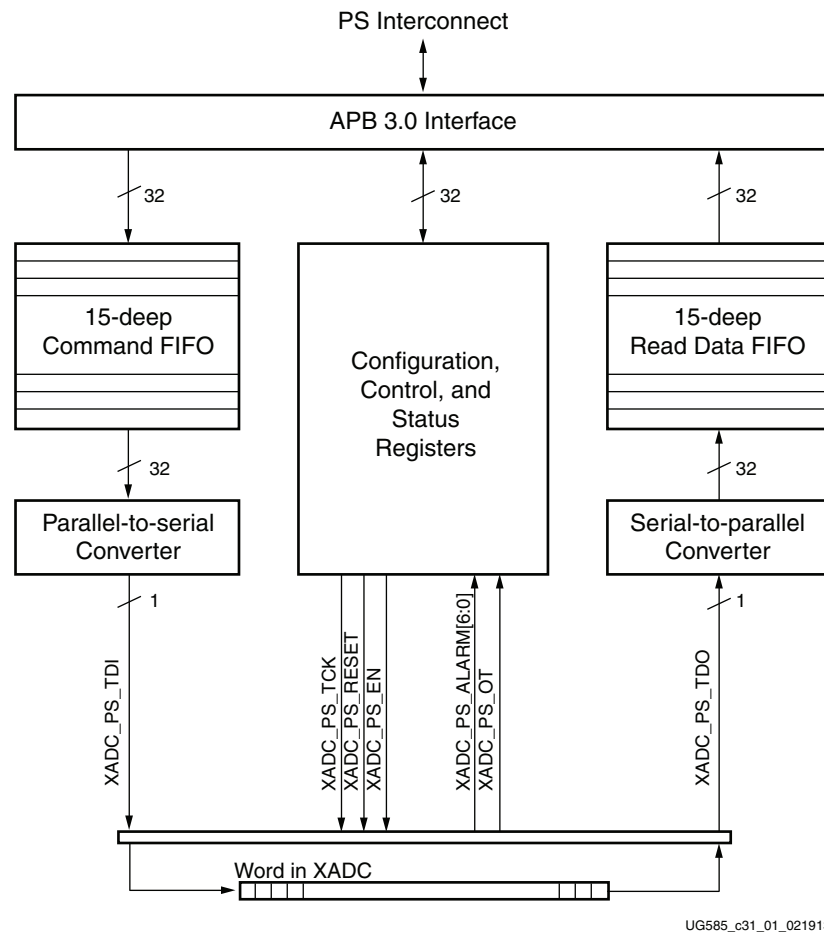 PS Interconnect
APB 3.0 Interface
32
32
32
15-deep
Command FIFO
Configuration,
Control, and
Status
Registers
15-deep
Read Data FIFO
32
32
Parallel-to-serial
Converter
Serial-to-parallel
Converter
1
1
XADC_PS_TDI
XADC_PS_TCK
XADC_PS_RESET
XADC_PS_EN
XADC_PS_ALARM[6:0]
XADC_PS_OT
XADC_PS_TDO
Word in XADC
UG585_c31_01_021913